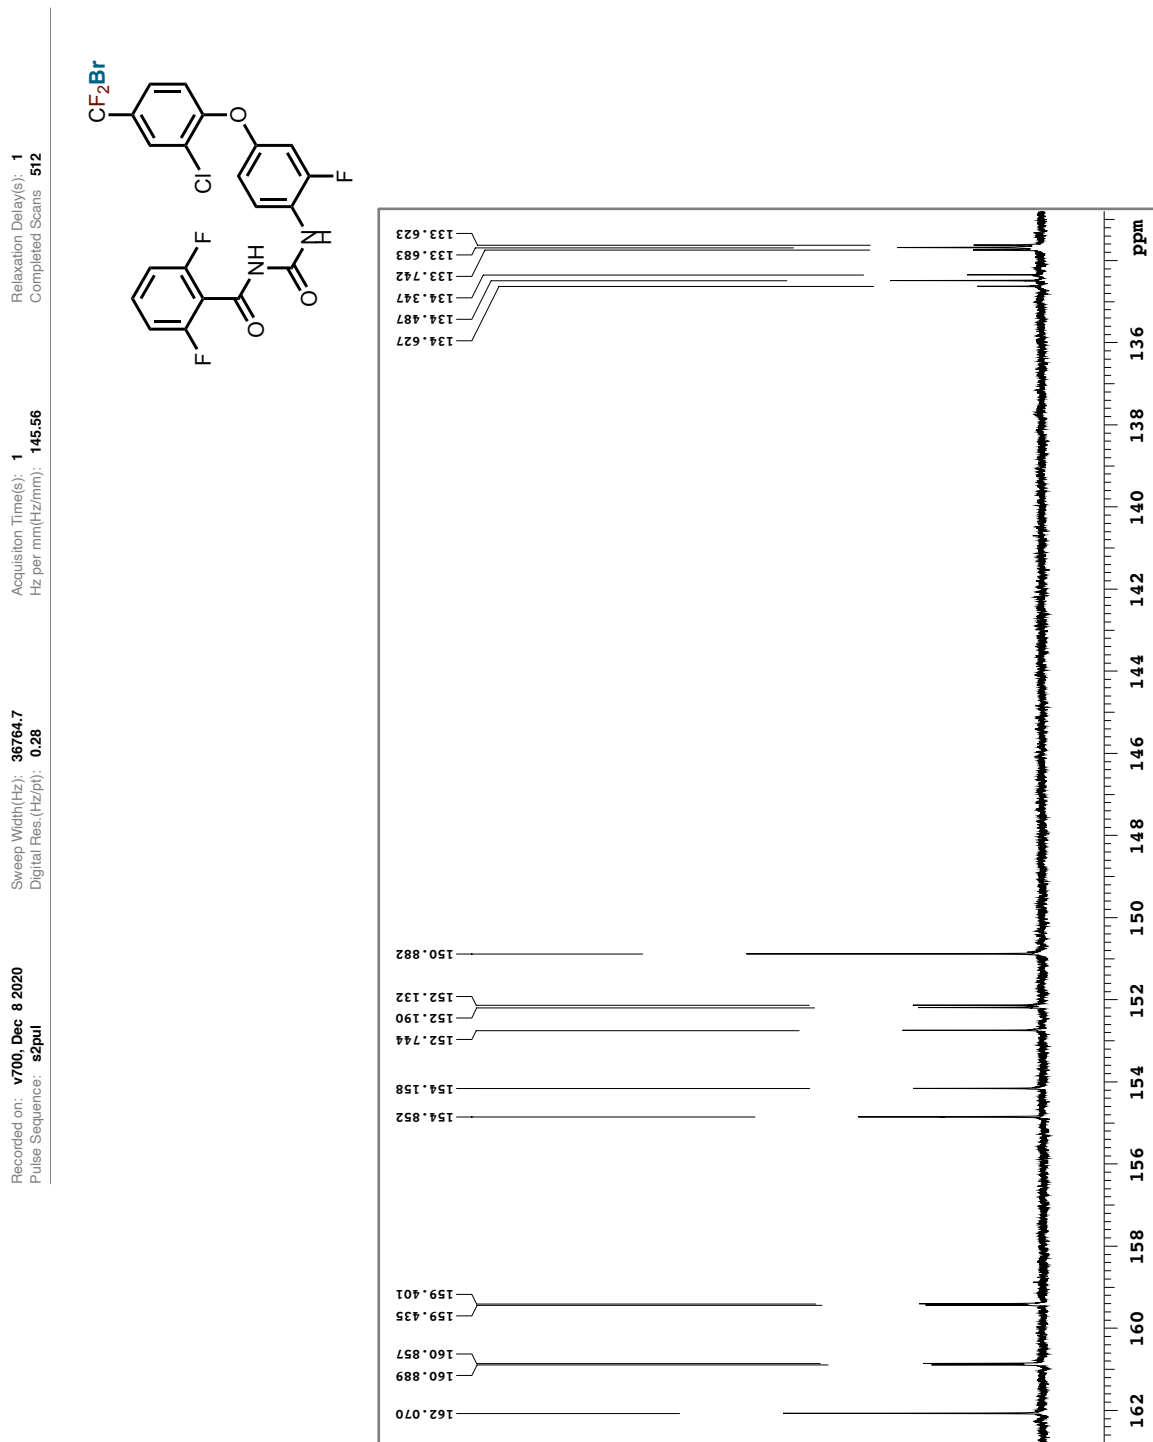 Recorded on: v700, Dec 8 2020
Pulse Sequence: s2pul
Sweep Width(Hz): 36764.7
Digital Res.(Hz/pt): 0.28
Acquisiton Time(s): 1
Hz per mm(Hz/mm): 145.56
Relaxation Delay(s): 1
Completed Scans 512
CF2Br
O
Cl
F
F
NH
N
H
O
O
F
162.070
160.889
160.857
159.435
159.401
154.852
154.158
152.744
152.190
152.132
150.882
134.627
134.487
134.347
133.742
133.683
133.623
162 160 158 156 154 152 150 148 146 144 142 140 138 136 ppm